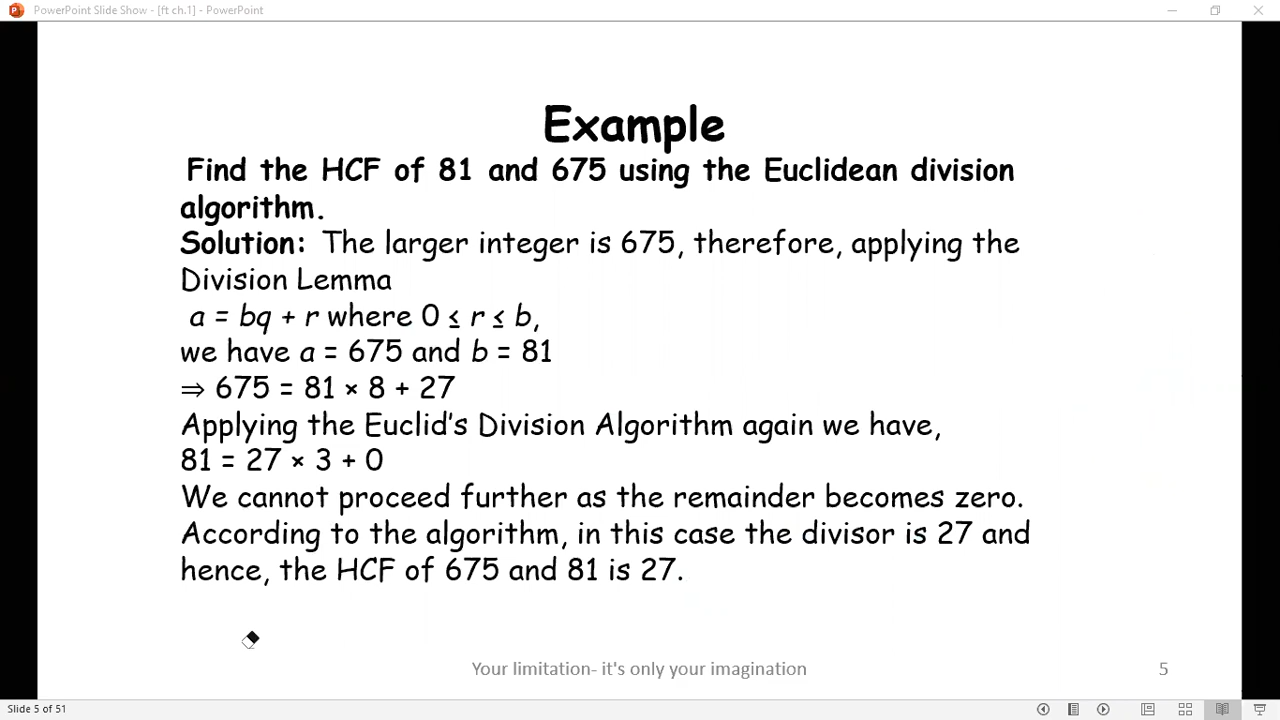 PowerPoint Slide Show - [ft ch.1] - PowerPoint
Example
Find the HCF of 81 and 675 using the Euclidean division
algorithm.
Solution: The larger integer is 675, therefore, applying the
Division Lemma
a = bq + r where 0 ≤ r ≤ b,
we have a = 675 and b = 81
⇒ 675 = 81 × 8 + 27
Applying the Euclid's Division Algorithm again we have,
81 = 27 × 3 + 0
We cannot proceed further as the remainder becomes zero.
According to the algorithm, in this case the divisor is 27 and
hence, the HCF of 675 and 81 is 27.
Your limitation- it's only your imagination
5
Slide 5 of 51